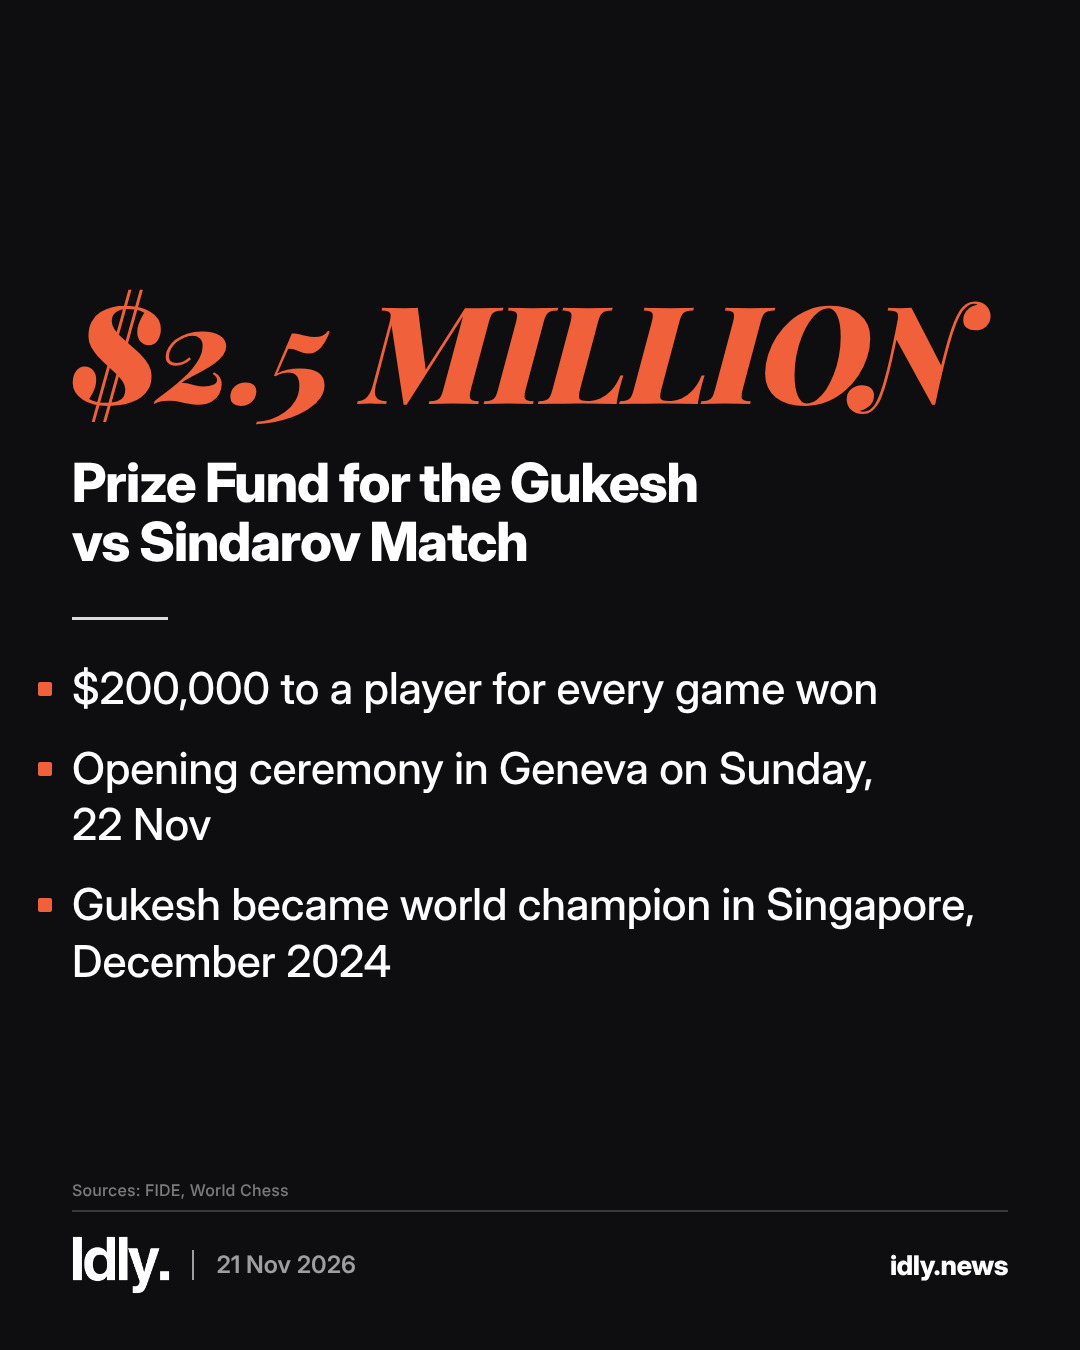 $2.5 MILLION
Prize Fund for the Gukesh
vs Sindarov Match
$200,000 to a player for every game won
Opening ceremony in Geneva on Sunday,
22 Nov
Gukesh became world champion in Singapore,
December 2024
Sources: FIDE, World Chess
Idly.
21 Nov 2026
idly.news